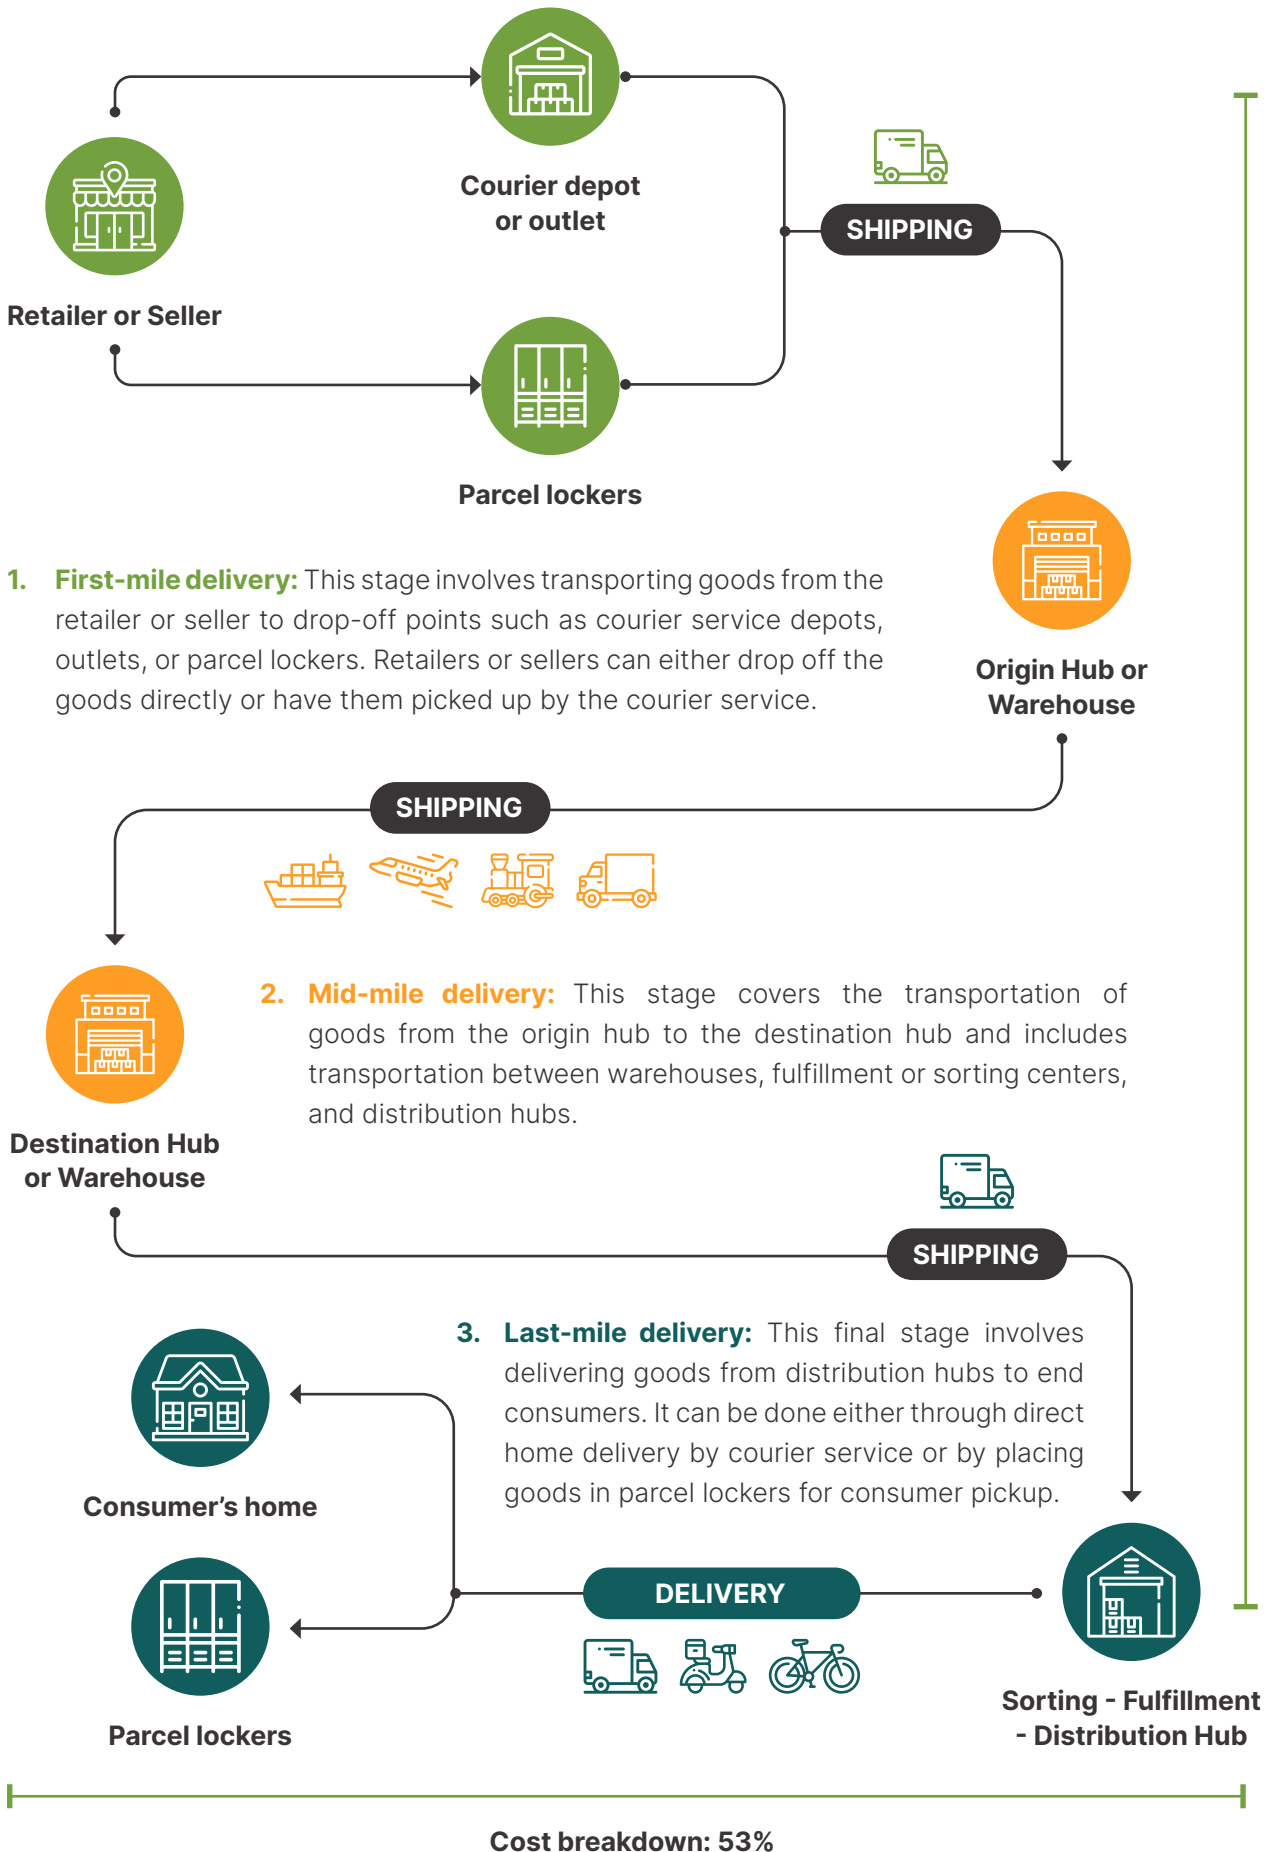 Courier depot
or outlet
SHIPPING
Retailer or Seller
Parcel lockers
1. First-mile delivery: This stage involves transporting goods from the
retailer or seller to drop-off points such as courier service depots,
outlets, or parcel lockers. Retailers or sellers can either drop off the
goods directly or have them picked up by the courier service.
Origin Hub or
Warehouse
SHIPPING
2. Mid-mile delivery: This stage covers the transportation of
goods from the origin hub to the destination hub and includes
transportation between warehouses, fulfillment or sorting centers,
and distribution hubs.
Destination Hub
or Warehouse
SHIPPING
3. Last-mile delivery: This final stage involves
delivering goods from distribution hubs to end
consumers. It can be done either through direct
home delivery by courier service or by placing
goods in parcel lockers for consumer pickup.
Consumer’s home
DELIVERY
Sorting - Fulfillment
- Distribution Hub
Parcel lockers
Cost breakdown: 53%